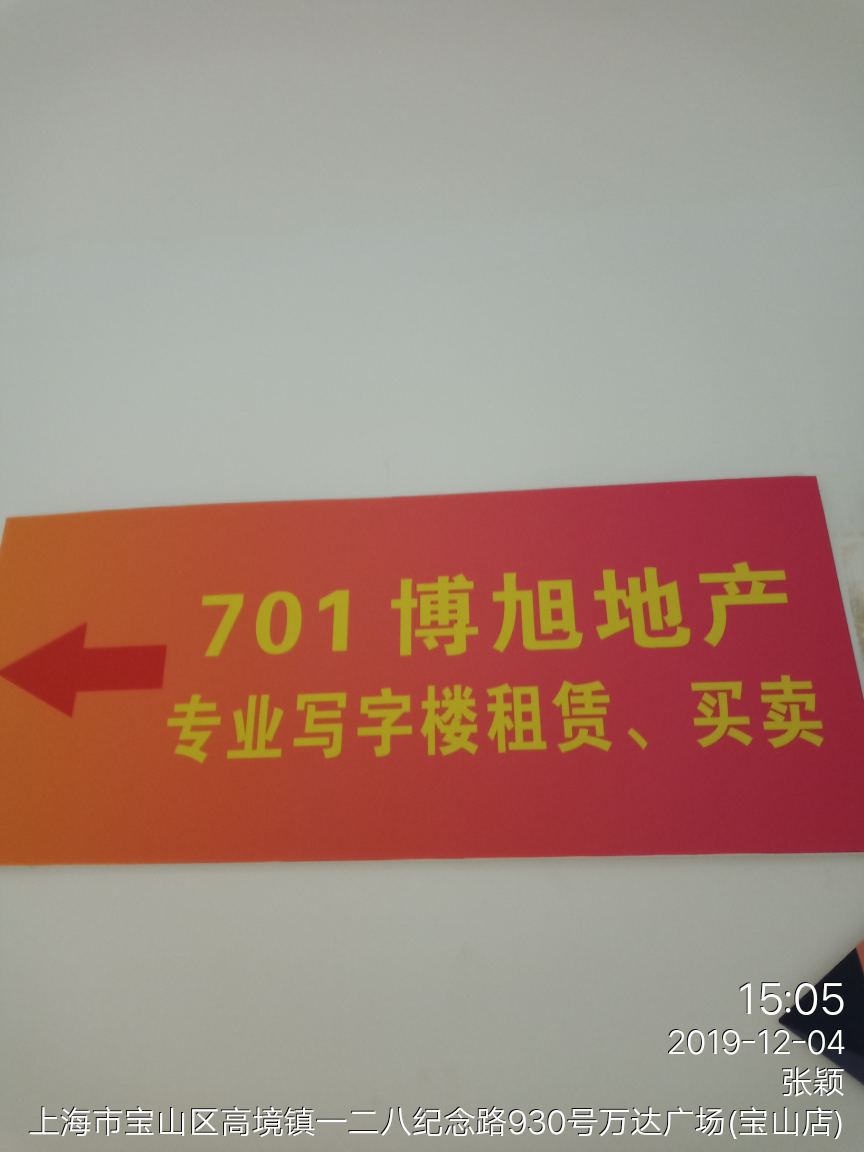 701 博旭地产
专业写字楼租赁、买卖
15:05
2019-12-04
张颖
上海市宝山区高境镇一二八纪念路930号万达广场(宝山店)